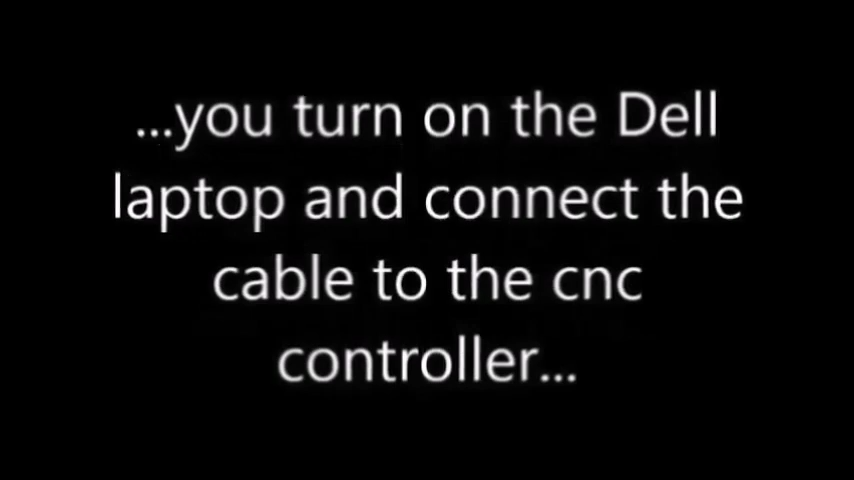 ...you turn on the Dell
laptop and connect the
cable to the cnc
controller...